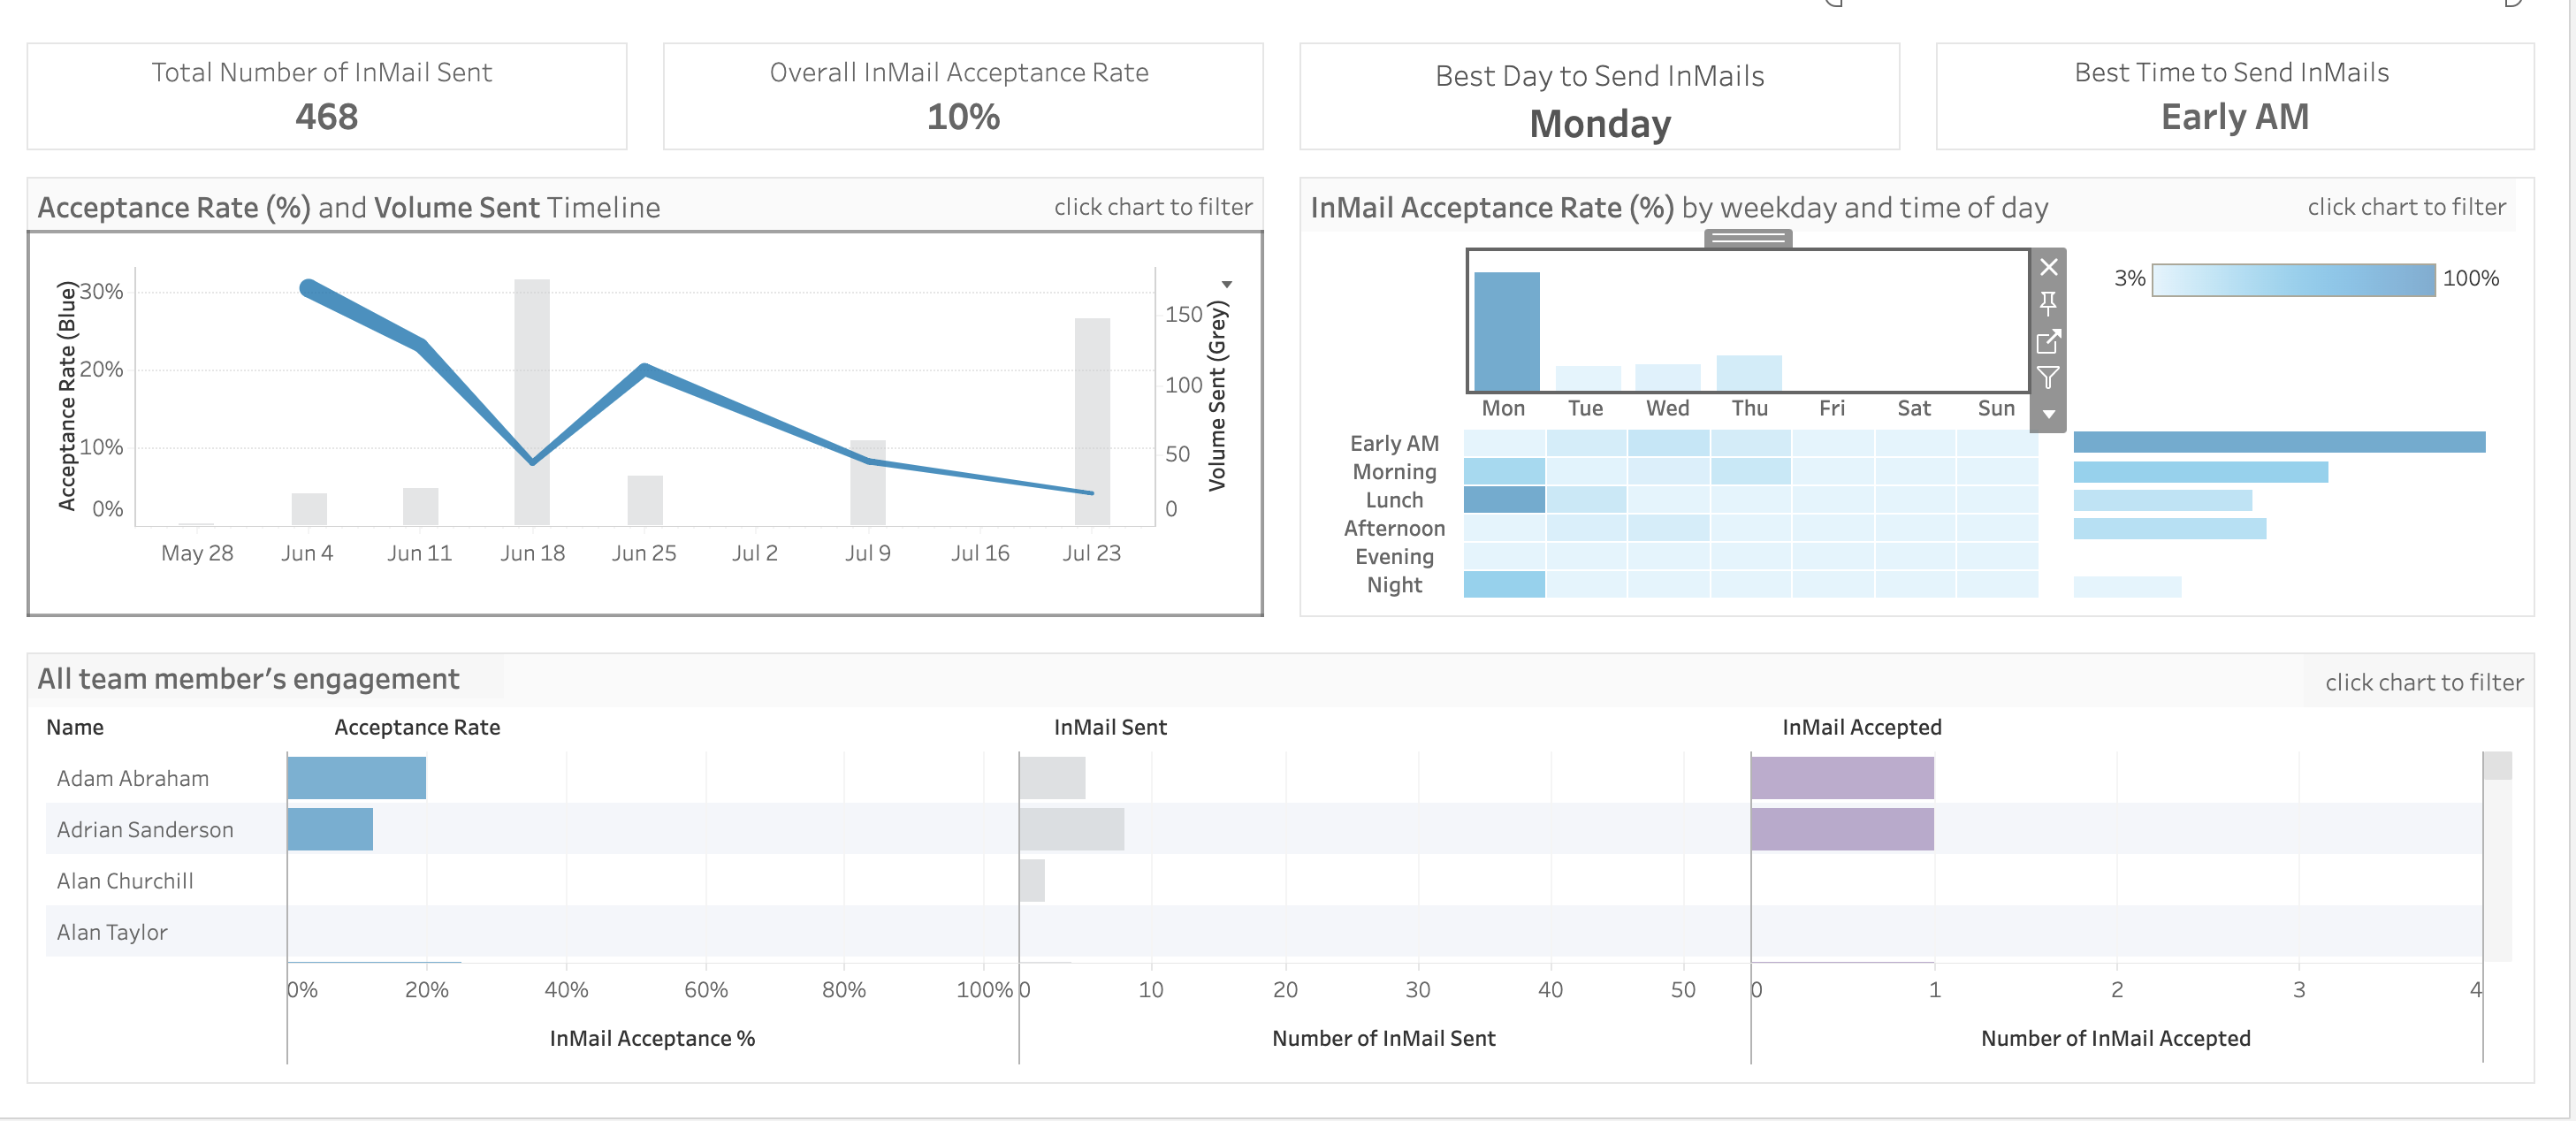 Total Number of InMail Sent
468
Overall InMail Acceptance Rate
10%
Best Day to Send InMails
Monday
Best Time to Send InMails
Early AM
Acceptance Rate (%) and Volume Sent Timeline
click chart to filter
Acceptance Rate (Blue)
30%
20%
10%
0%
150
100
50
0
Volume Sent (Grey)
May 28 Jun 4 Jun 11 Jun 18 Jun 25 Jul 2 Jul 9 Jul 16 Jul 23
InMail Acceptance Rate (%) by weekday and time of day
click chart to filter
3% 100%
Mon Tue Wed Thu Fri Sat Sun
Early AM
Morning
Lunch
Afternoon
Evening
Night
All team member’s engagement
click chart to filter
Name Acceptance Rate InMail Sent InMail Accepted
Adam Abraham
Adrian Sanderson
Alan Churchill
Alan Taylor
0% 20% 40% 60% 80% 100% 0 10 20 30 40 50 0 1 2 3 4
InMail Acceptance % Number of InMail Sent Number of InMail Accepted